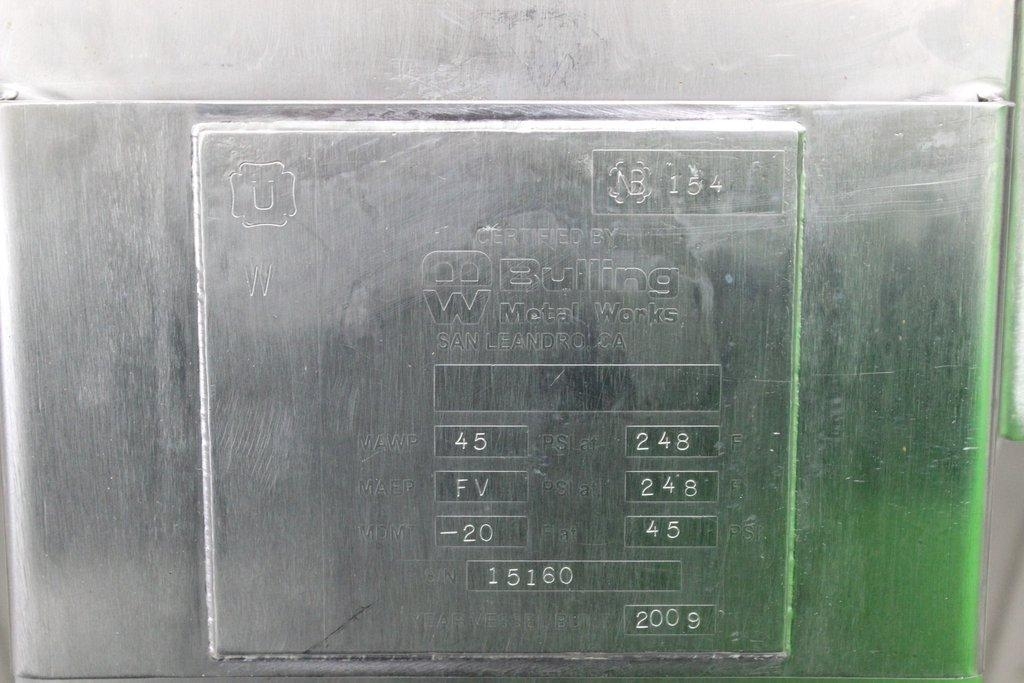 U
NB 154
CERTIFIED BY
W
BW Bulling
Metal Works
SAN LEANDRO, CA
MAWP 45 PSI at 248 F
MAEP FV PSI at 248 F
MDMT -20 F at 45 PSI
S/N 15160
YEAR VESSEL BUILT 2009